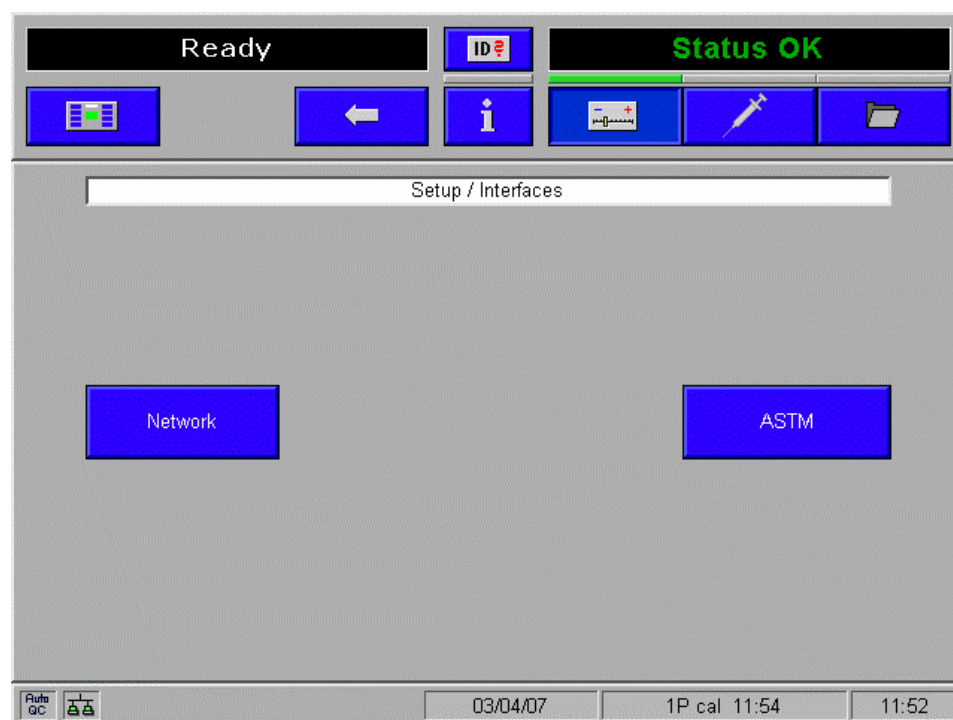 Ready
ID?
Status OK
i
- +
Setup / Interfaces
Network
ASTM
Auto QC
03/04/07
1P cal 11:54
11:52